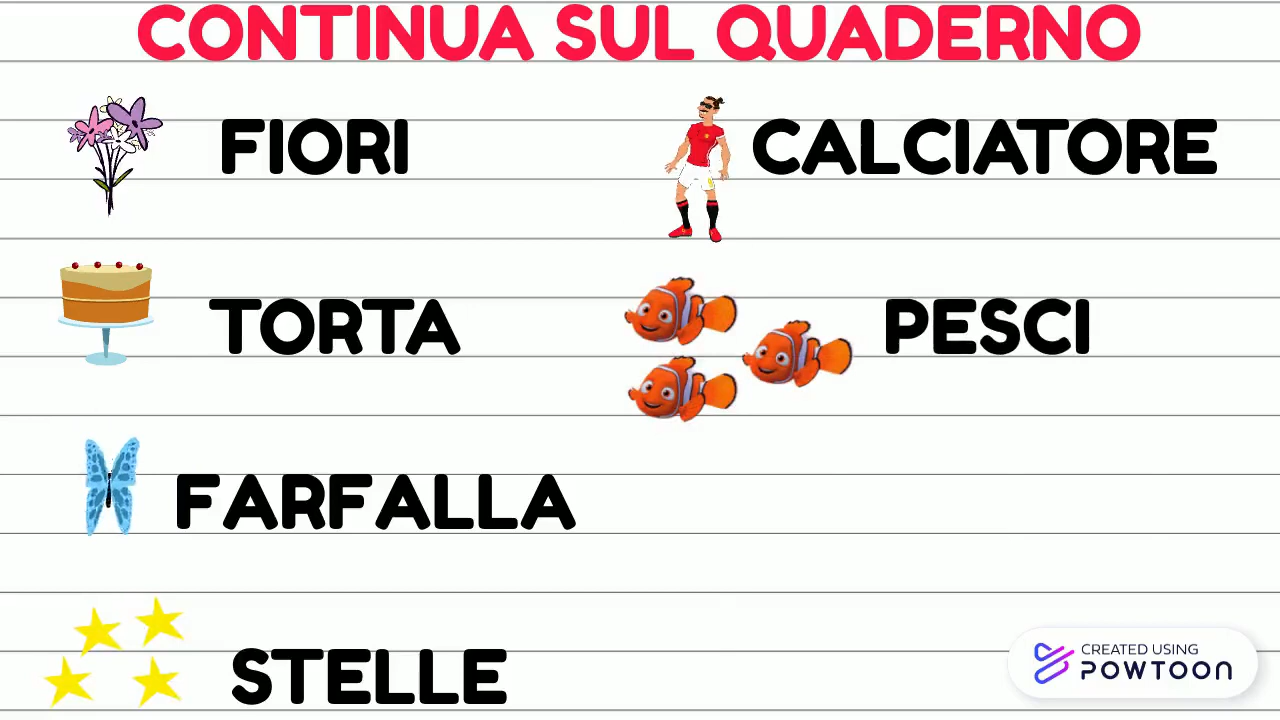 CONTINUA SUL QUADERNO
FIORI
CALCIATORE
TORTA
PESCI
FARFALLA
STELLE
CREATED USING
POWTOON